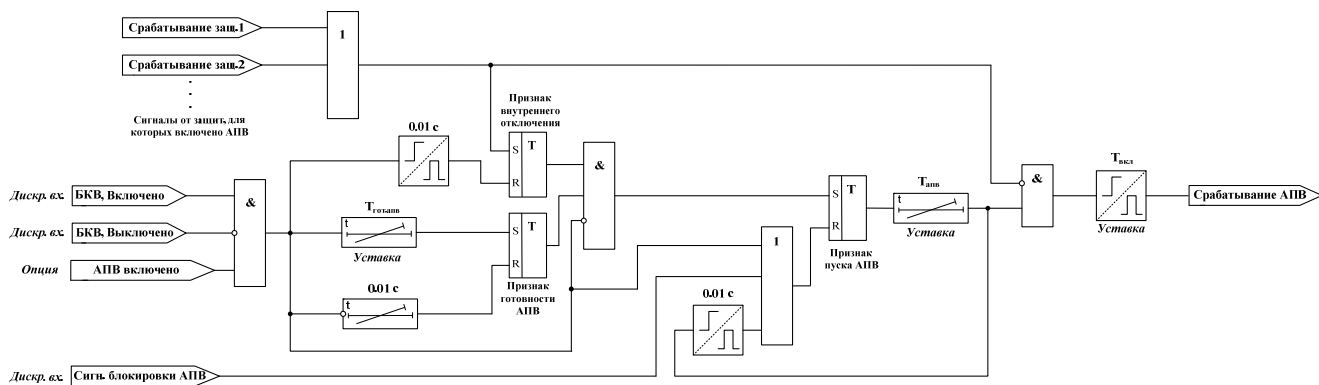 Срабатывание защ.1
1
Срабатывание защ.2
Сигналы от защит, для
которых включено АПВ
Признак
внутреннего
отключения
0.01 с
S T
R
&
Дискр. вх. БКВ, Включено
&
Дискр. вх. БКВ, Выключено
Опция АПВ включено
Tгот.апв
t
Уставка
S T
R
Признак
готовности
АПВ
0.01 с
t
S T
R
Признак
пуска АПВ
Tапв
t
Уставка
1
0.01 с
&
Tвкл
Уставка
Срабатывание АПВ
Дискр. вх. Сигн. блокировки АПВ